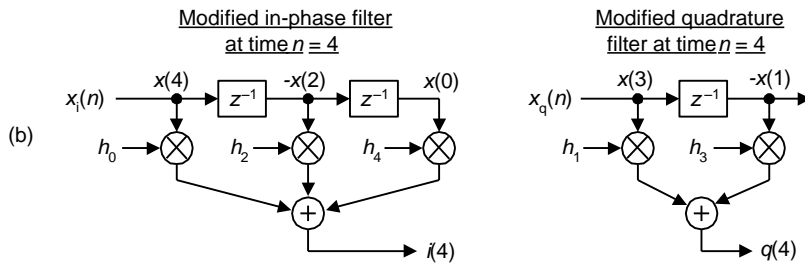 Modified in-phase filter
at time n = 4
Modified quadrature
filter at time n = 4
x(4) -x(2) x(0)
x(3) -x(1)
xᵢ(n) z⁻¹ z⁻¹
x_q(n) z⁻¹
(b)
h₀ h₂ h₄
h₁ h₃
+ +
i(4) q(4)